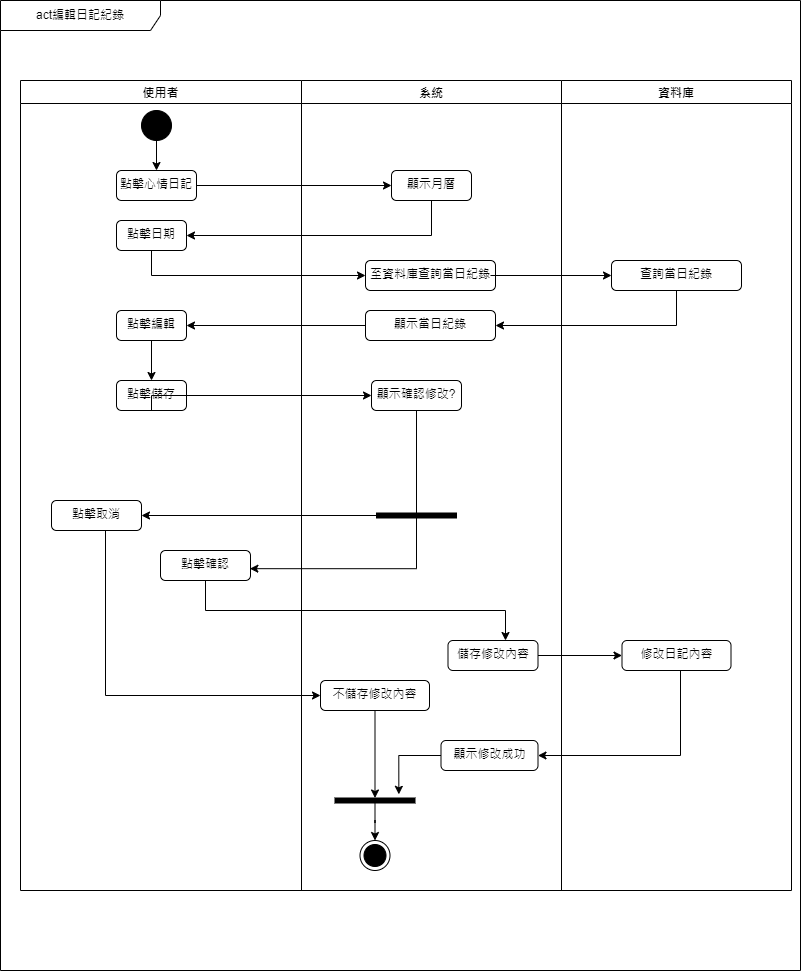 act編輯日記紀錄
使用者
系統
資料庫
點擊心情日記
顯示月曆
點擊日期
至資料庫查詢當日紀錄
查詢當日紀錄
點擊編輯
顯示當日紀錄
點擊儲存
顯示確認修改?
點擊取消
點擊確認
儲存修改內容
修改日記內容
不儲存修改內容
顯示修改成功